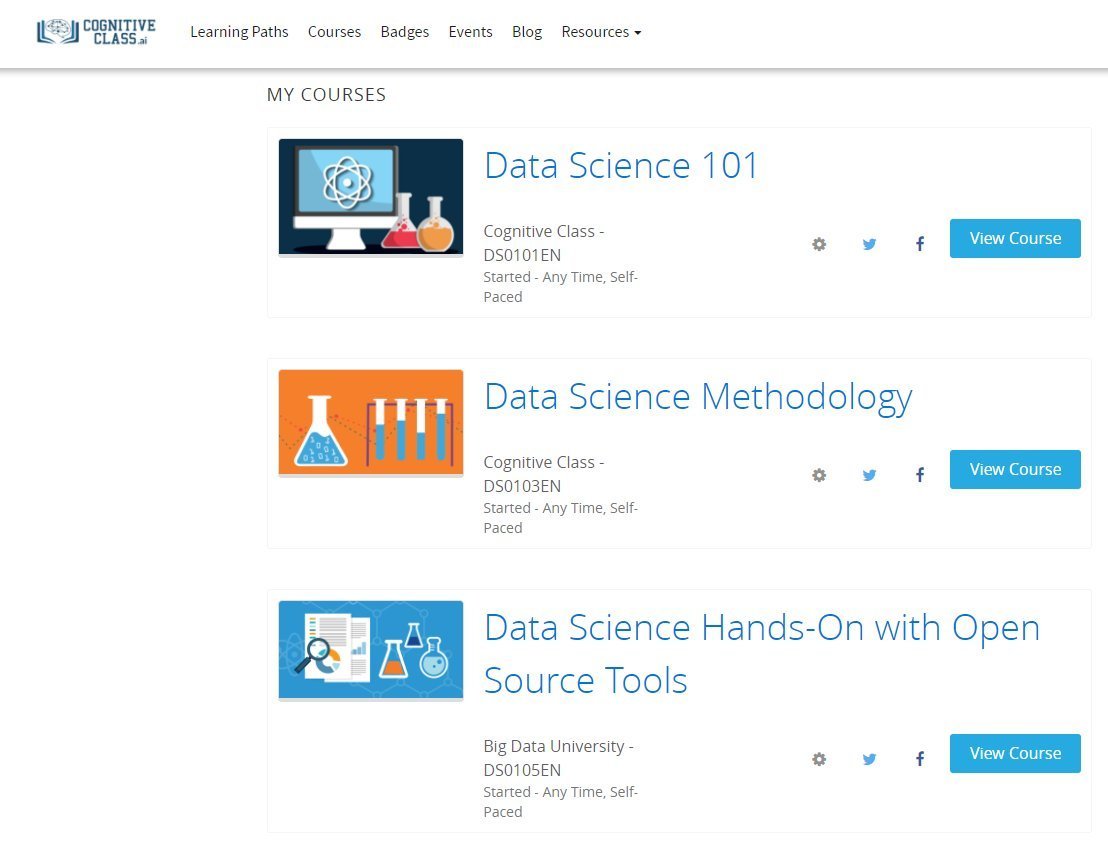 COGNITIVE
CLASS.ai
Learning Paths Courses Badges Events Blog Resources
MY COURSES
Data Science 101
Cognitive Class -
DS0101EN
Started - Any Time, Self-
Paced
View Course
Data Science Methodology
Cognitive Class -
DS0103EN
Started - Any Time, Self-
Paced
View Course
Data Science Hands-On with Open
Source Tools
Big Data University -
DS0105EN
Started - Any Time, Self-
Paced
View Course